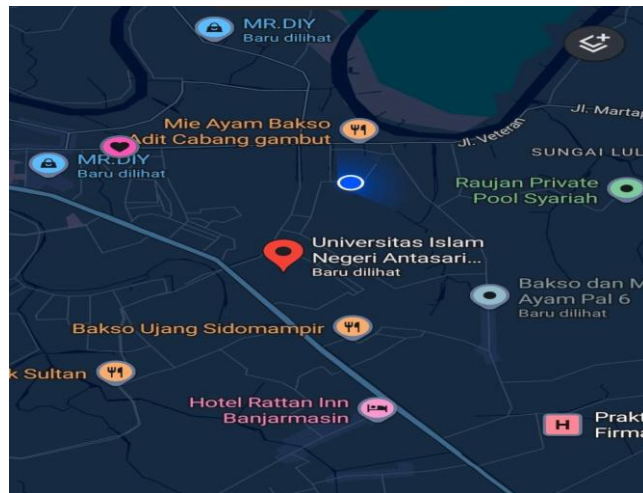 MR.DIY
Baru dilihat
Jl. Martap
Mie Ayam Bakso
Adit Cabang gambut
Jl. Veteran
SUNGAI LUL
MR.DIY
Baru dilihat
Raujan Private
Pool Syariah
Universitas Islam
Negeri Antasari...
Baru dilihat
Bakso dan M
Ayam Pal 6
Baru dilihat
Bakso Ujang Sidomampir
k Sultan
Hotel Rattan Inn
Banjarmasin
H
Prakt
Firma